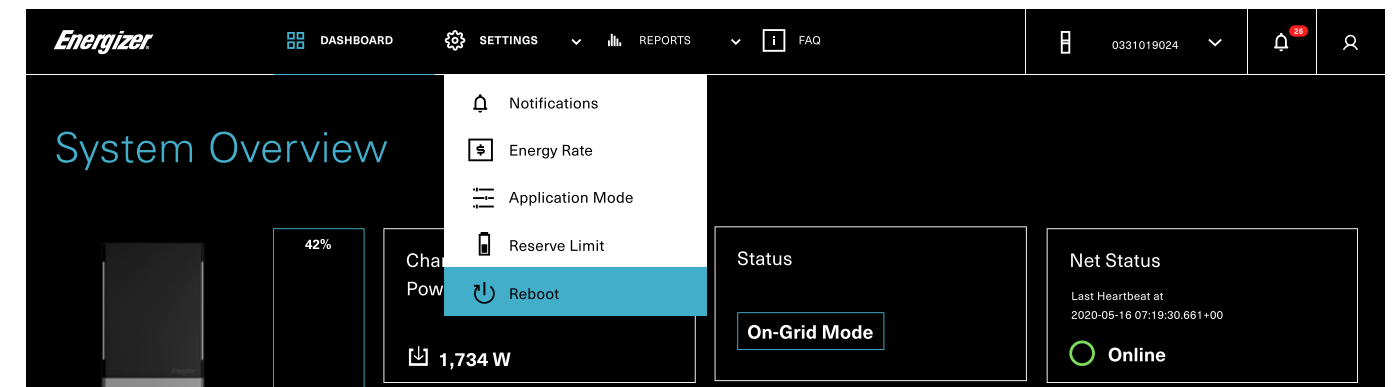 Energizer.
DASHBOARD
SETTINGS
REPORTS
i
FAQ
0331019024
26
Notifications
$ Energy Rate
Application Mode
Reserve Limit
Reboot
System Overview
42%
Cha
Pow
1,734 W
Status
On-Grid Mode
Net Status
Last Heartbeat at
2020-05-16 07:19:30.661+00
Online